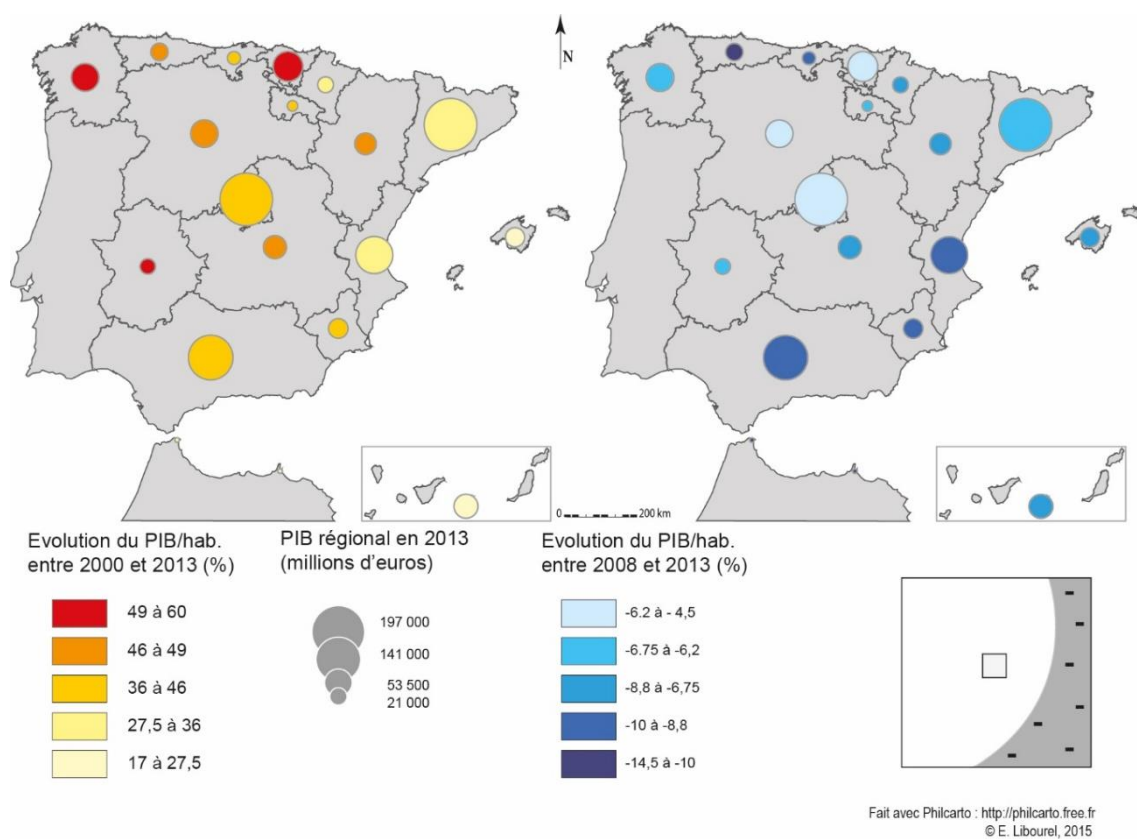 N
0 200 km
Evolution du PIB/hab.
entre 2000 et 2013 (%)
49 à 60
46 à 49
36 à 46
27,5 à 36
17 à 27,5
PIB régional en 2013
(millions d'euros)
197 000
141 000
53 500
21 000
Evolution du PIB/hab.
entre 2008 et 2013 (%)
-6.2 à - 4,5
-6.75 à -6,2
-8,8 à -6,75
-10 à -8,8
-14,5 à -10
Fait avec Philcarto : http://philcarto.free.fr
© E. Libourel, 2015